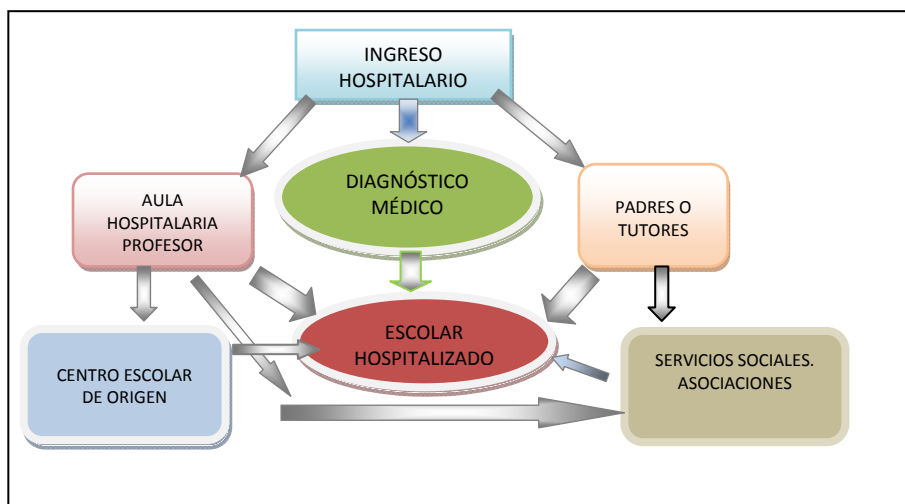 INGRESO
HOSPITALARIO
DIAGNÓSTICO
MÉDICO
AULA
HOSPITALARIA
PROFESOR
PADRES O
TUTORES
ESCOLAR
HOSPITALIZADO
CENTRO ESCOLAR
DE ORIGEN
SERVICIOS SOCIALES.
ASOCIACIONES